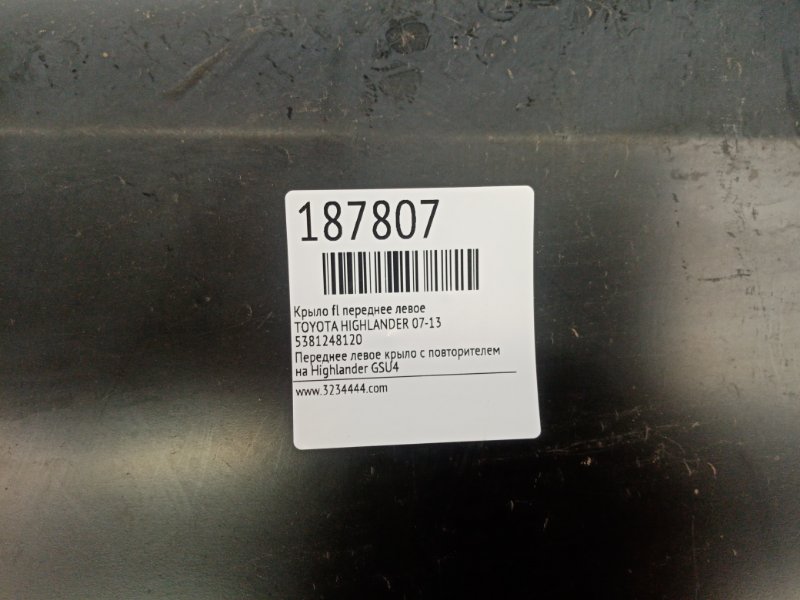 187807
Крыло fl переднее левое
TOYOTA HIGHLANDER 07-13
5381248120
Переднее левое крыло с повторителем
на Highlander GSU4
www.3234444.com